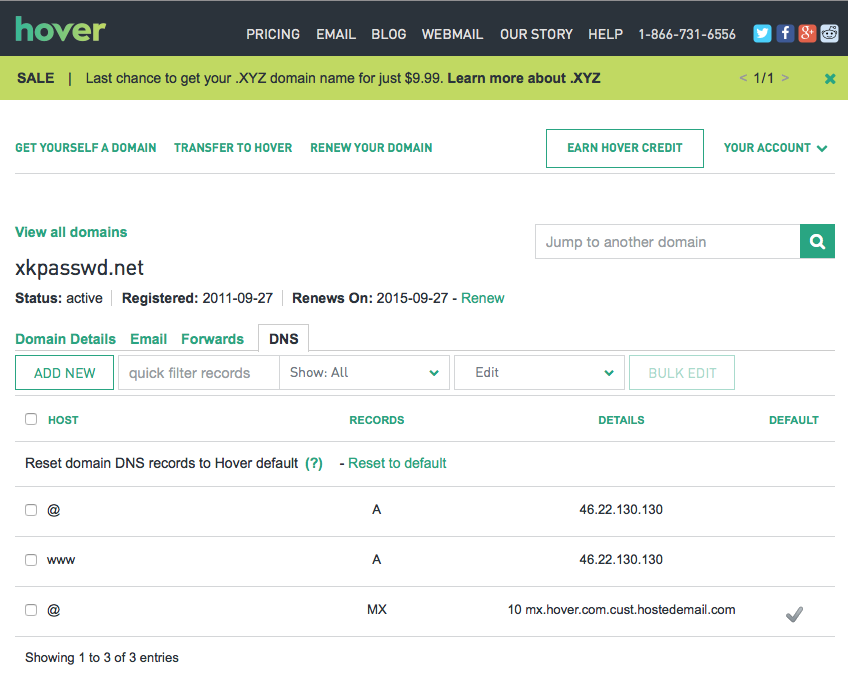 hover PRICING EMAIL BLOG WEBMAIL OUR STORY HELP 1-866-731-6556
SALE | Last chance to get your .XYZ domain name for just $9.99. Learn more about .XYZ < 1/1 >
GET YOURSELF A DOMAIN TRANSFER TO HOVER RENEW YOUR DOMAIN EARN HOVER CREDIT YOUR ACCOUNT
View all domains Jump to another domain
xkpasswd.net
Status: active Registered: 2011-09-27 Renews On: 2015-09-27 - Renew
Domain Details Email Forwards DNS
ADD NEW quick filter records Show: All Edit BULK EDIT
HOST RECORDS DETAILS DEFAULT
Reset domain DNS records to Hover default (?) - Reset to default
@ A 46.22.130.130
www A 46.22.130.130
@ MX 10 mx.hover.com.cust.hostedemail.com
Showing 1 to 3 of 3 entries